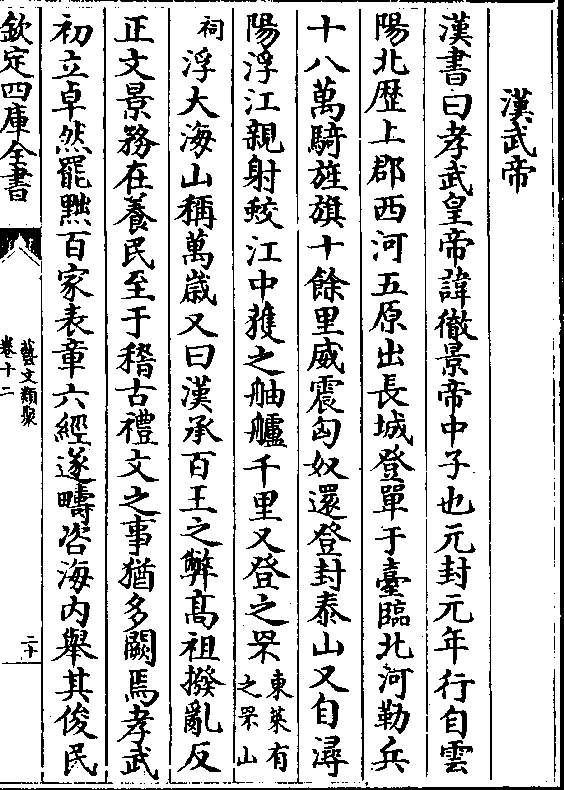 漢武帝
漢書曰孝武皇帝諱徹景帝中子也元封元年行自雲
陽北歴上郡西河五原出長城登單于臺臨北河勒兵
十八萬騎旌旗十餘里威震匈奴還登封泰山又自潯
陽浮江親射蛟江中獲之舳艫千里又登之罘東萊有之罘山
祠浮大海山稱萬嵗又曰漢承百王之弊高祖撥亂反
正文景務在養民至于稽古禮文之事猶多闕焉孝武
初立卓然罷黜百家表章六經遂疇咨海内舉其俊民
欽定四庫全書
藝文類聚
卷十二
二十